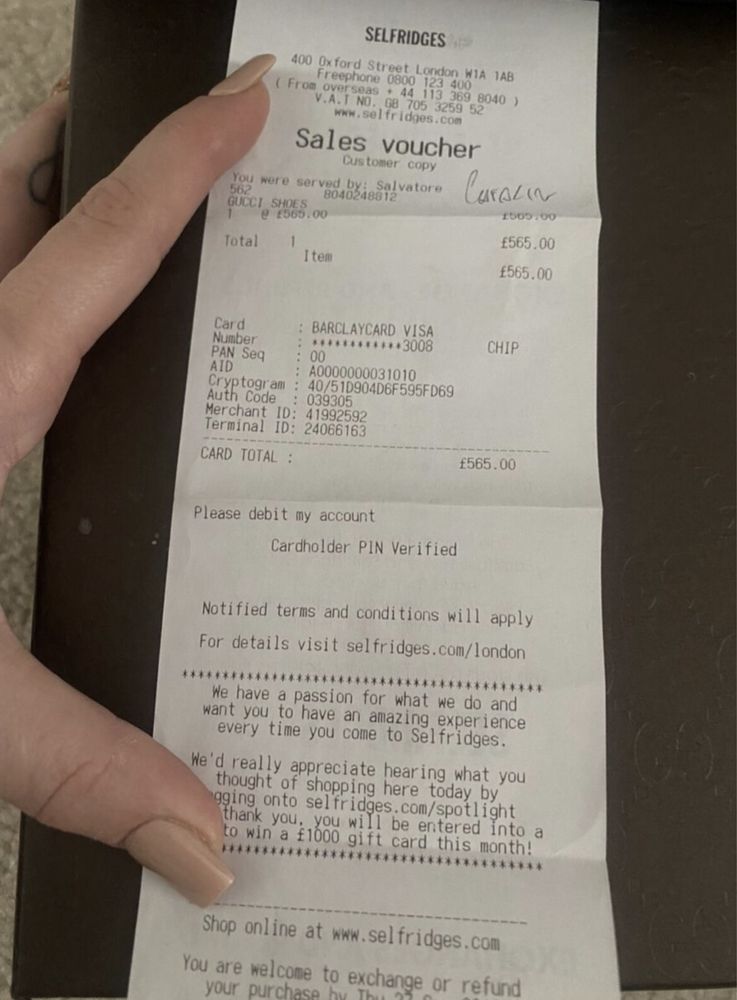 SELFRIDGES
400 Oxford Street London W1A 1AB
Freephone 0800 123 400
( From overseas + 44 113 369 8040 )
V.A.T NO. GB 705 3259 52
www.selfridges.com
Sales voucher
Customer copy
You were served by: Salvatore
562 8040248812
GUCCI SHOES
1 @ £565.00 £565.00
Total 1 £565.00
Item
£565.00
Card : BARCLAYCARD VISA
Number : ************3008 CHIP
PAN Seq : 00
AID : A0000000031010
Cryptogram : 40/51D904D6F595FD69
Auth Code : 039305
Merchant ID: 41992592
Terminal ID: 24066163
CARD TOTAL : £565.00
Please debit my account
Cardholder PIN Verified
Notified terms and conditions will apply
For details visit selfridges.com/london
We have a passion for what we do and
want you to have an amazing experience
every time you come to Selfridges.
We'd really appreciate hearing what you
thought of shopping here today by
gging onto selfridges.com/spotlight
thank you, you will be entered into a
to win a £1000 gift card this month!
Shop online at www.selfridges.com
You are welcome to exchange or refund
your purchase by Thu